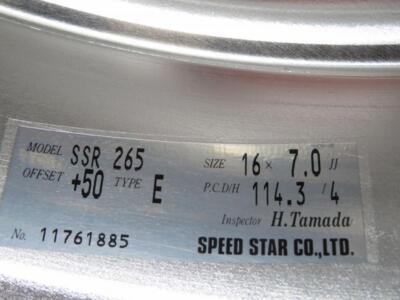 MODEL SSR 265 SIZE 16 × 7.0 JJ
OFFSET +50 TYPE E P.C.D/H 114.3 / 4
Inspector H.Tamada
No. 11761885 SPEED STAR CO.,LTD.